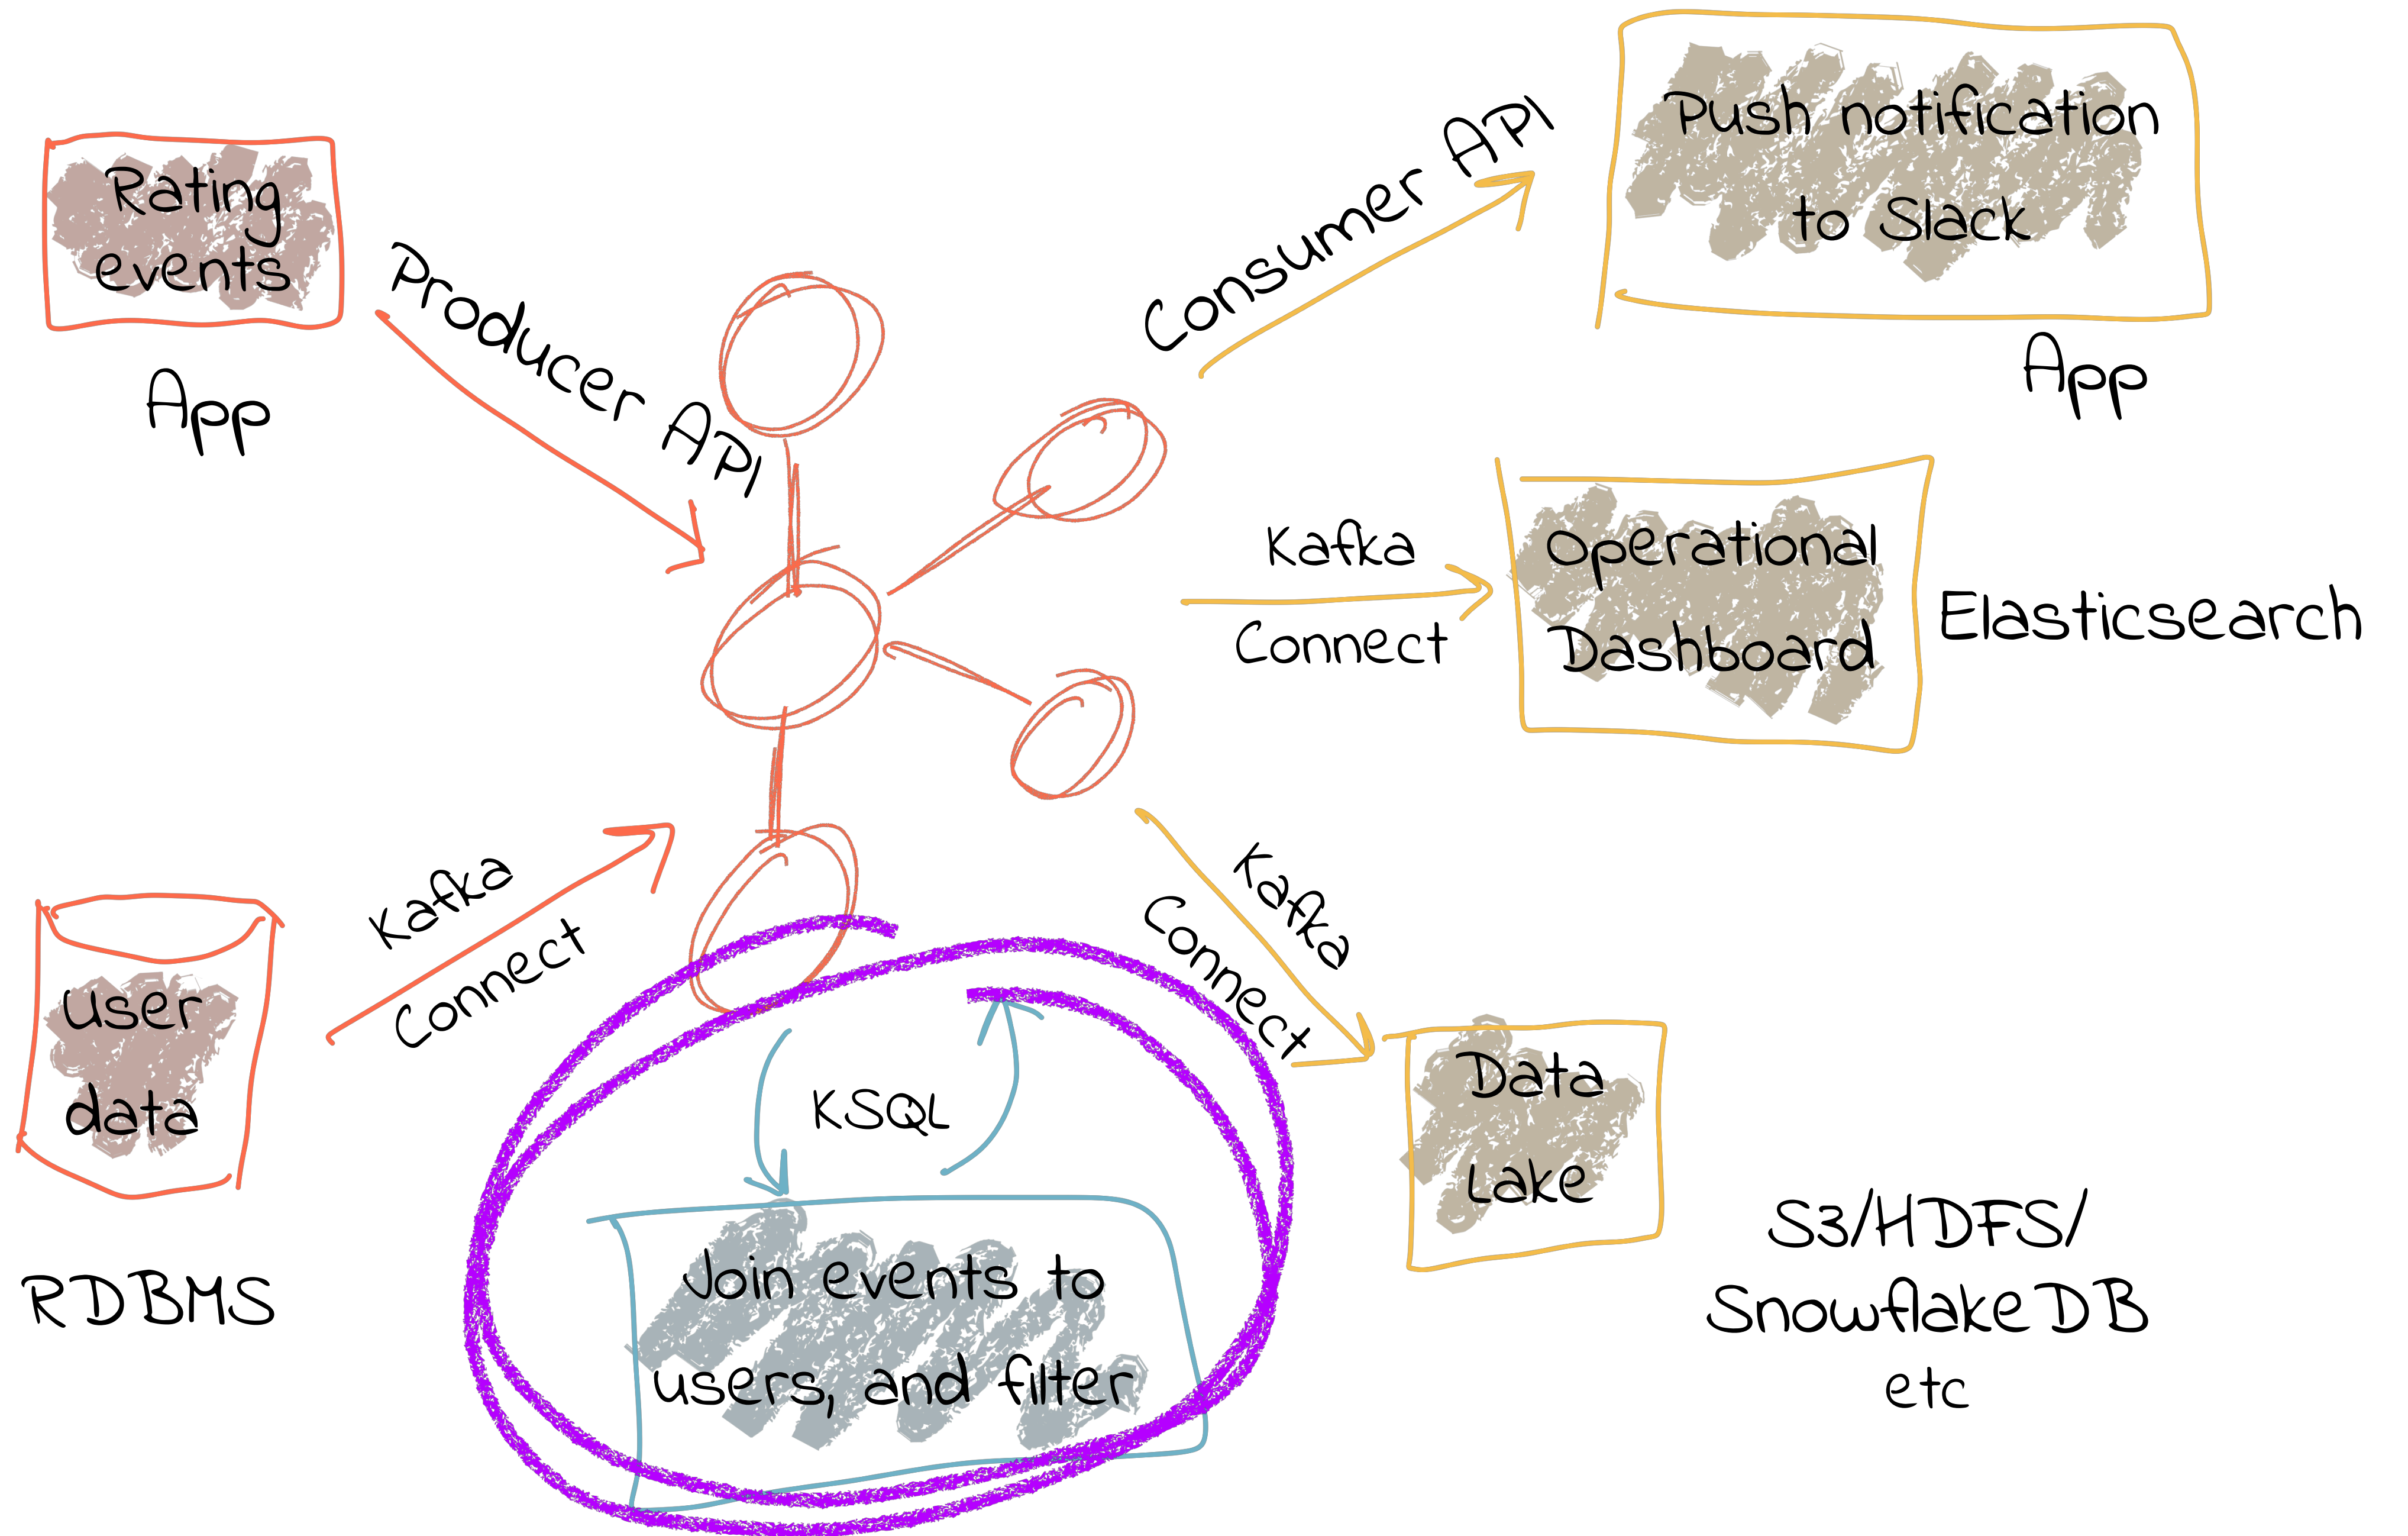 Rating
events
App
Producer API
Consumer API
Push notification
to Slack
App
Kafka
Connect
Operational
Dashboard
Elasticsearch
user
data
RDBMS
Kafka
Connect
KSQL
Join events to
users, and filter
Kafka
Connect
Data
Lake
S3/HDFS/
SnowflakeDB
etc